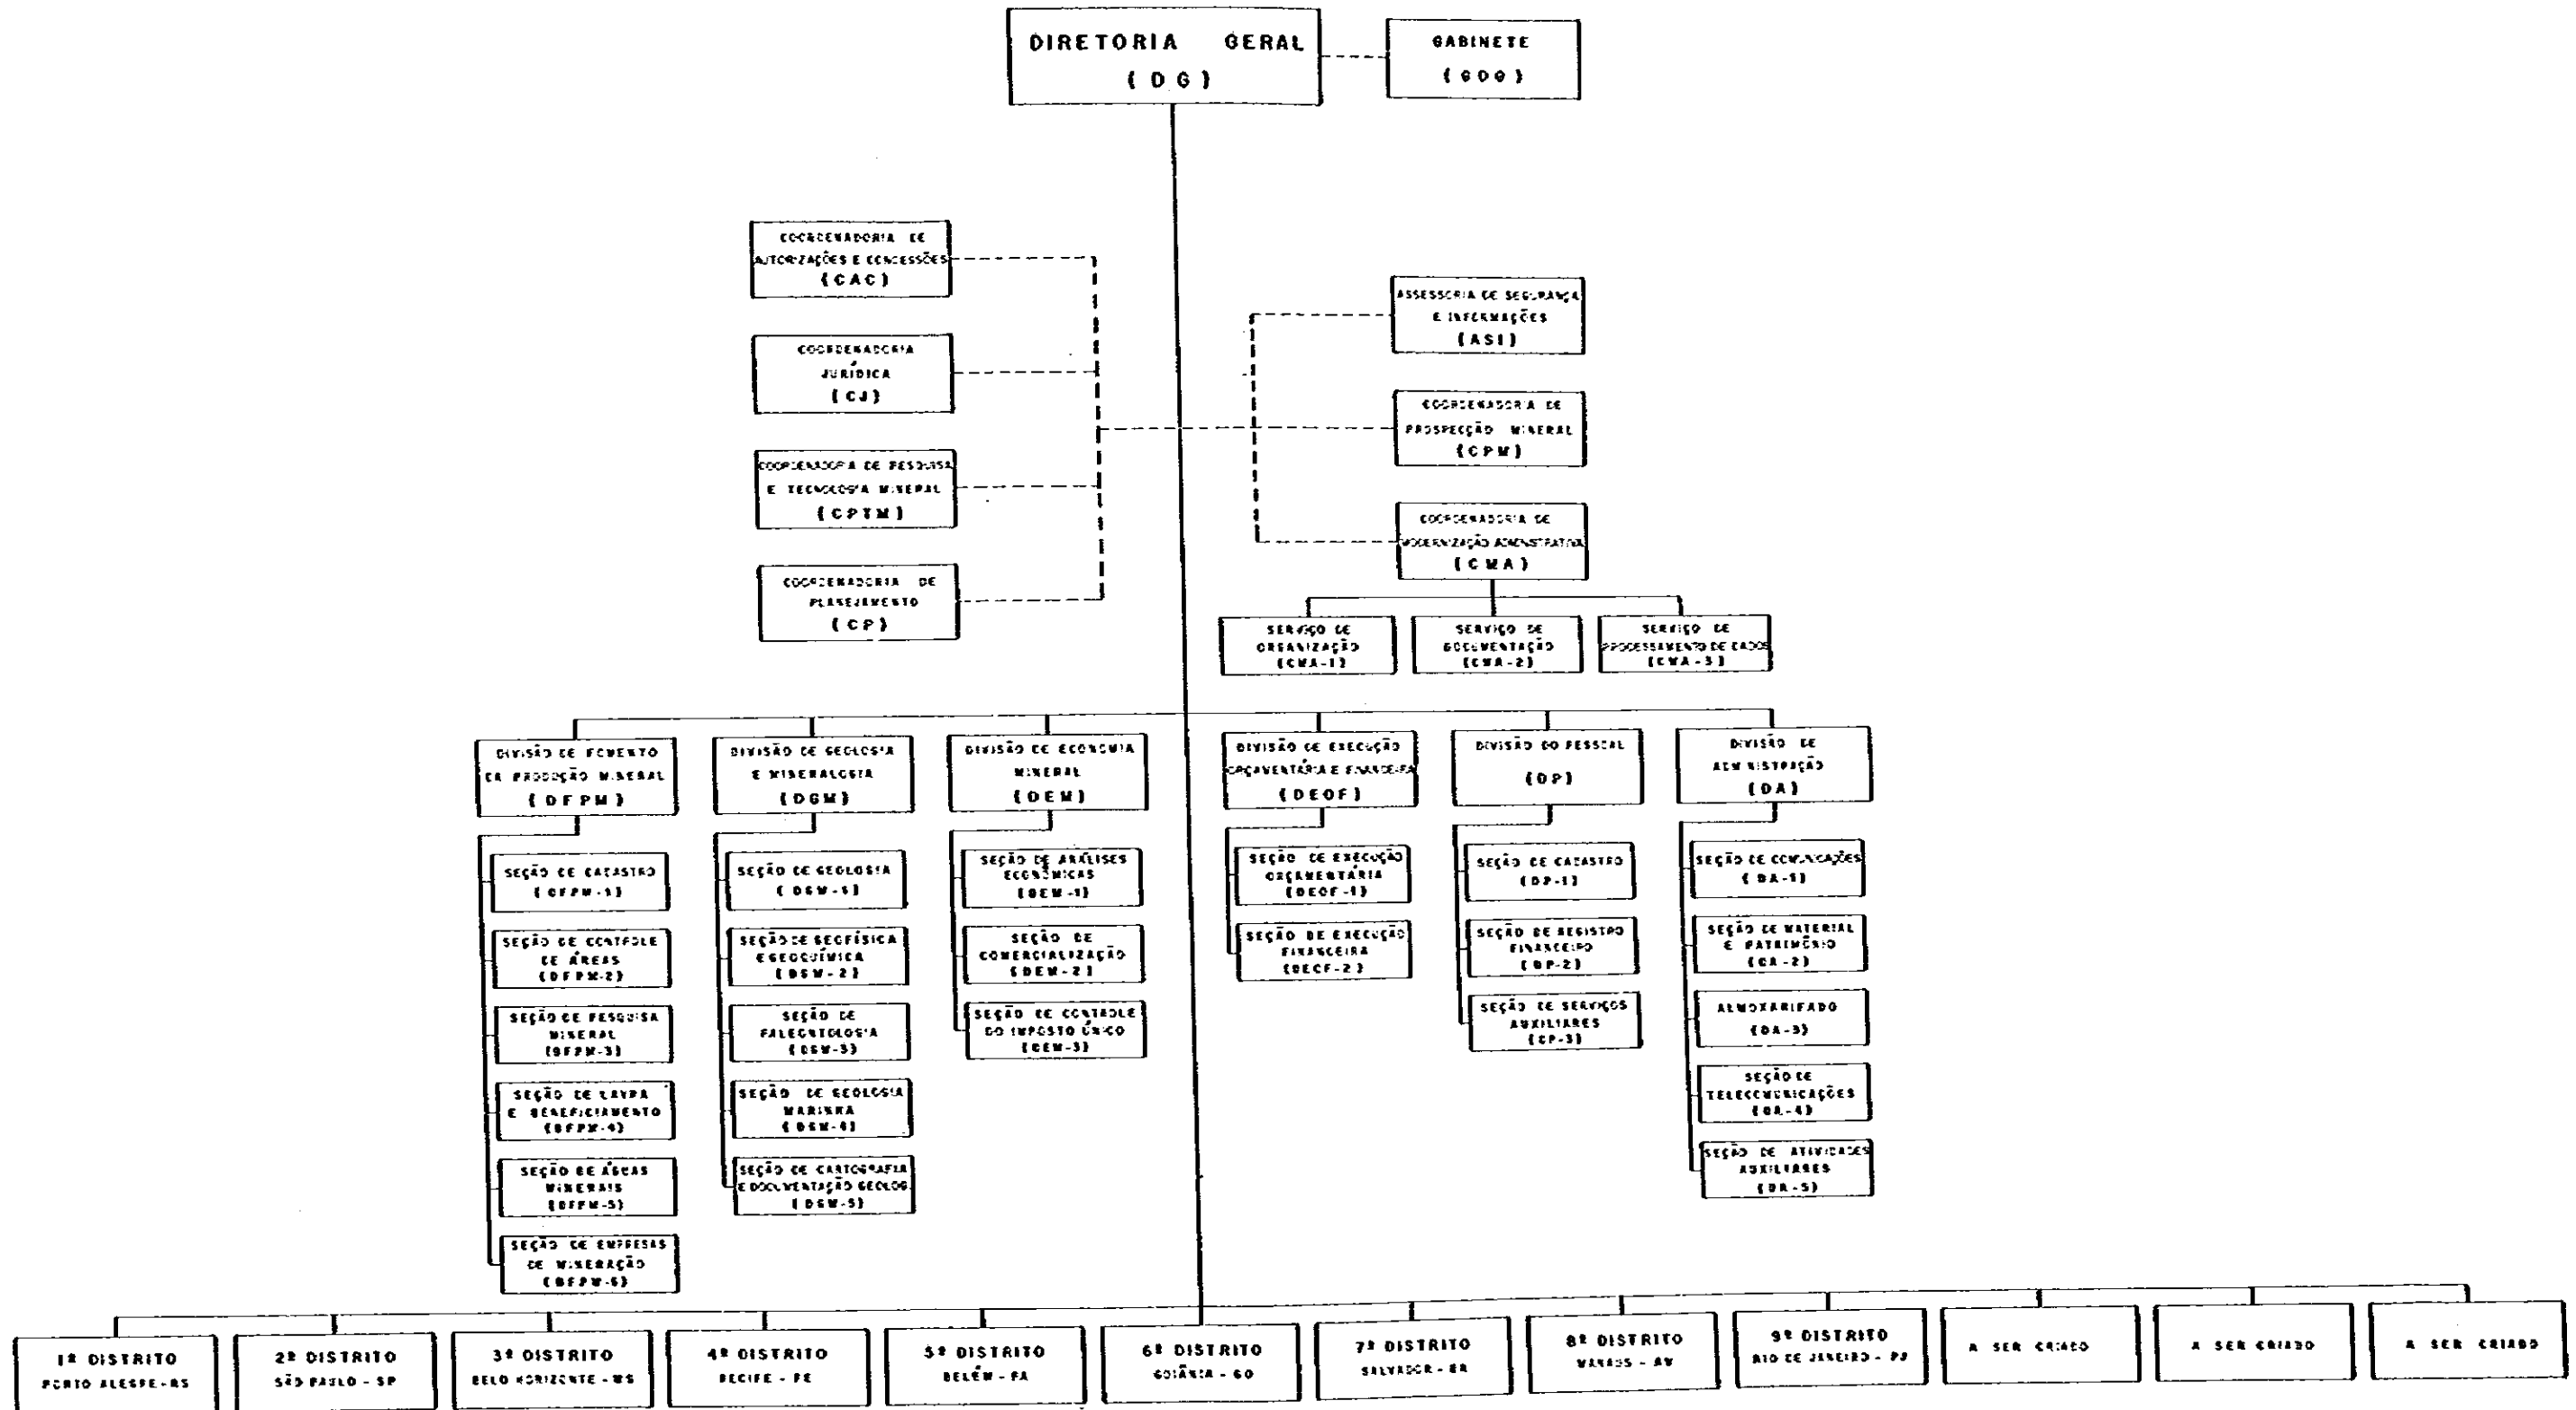 DIRETORIA GERAL
(DG)
GABINETE
(GDG)
COORDENADORIA DE
AUTORIZAÇÕES E CONCESSÕES
(CAC)
COORDENADORIA
JURÍDICA
(CJ)
COORDENADORIA DE PESQUISA
E TECNOLOGIA MINERAL
(CPTM)
COORDENADORIA DE
PLANEJAMENTO
(CP)
ASSESSORIA DE SEGURANÇA
E INFORMAÇÕES
(ASI)
COORDENADORIA DE
PROSPECÇÃO MINERAL
(CPM)
COORDENADORIA DE
MODERNIZAÇÃO ADMINISTRATIVA
(CMA)
SERVIÇO DE
ORGANIZAÇÃO
(CMA-1)
SERVIÇO DE
DOCUMENTAÇÃO
(CMA-2)
SERVIÇO DE
PROCESSAMENTO DE DADOS
(CMA-3)
DIVISÃO DE FOMENTO
DA PRODUÇÃO MINERAL
(DFPM)
SEÇÃO DE CADASTRO
(DFPM-1)
SEÇÃO DE CONTROLE
DE ÁREAS
(DFPM-2)
SEÇÃO DE PESQUISA
MINERAL
(DFPM-3)
SEÇÃO DE LAVRA
E BENEFICIAMENTO
(DFPM-4)
SEÇÃO DE ÁGUAS
MINERAIS
(DFPM-5)
SEÇÃO DE EMPRESAS
DE MINERAÇÃO
(DFPM-6)
DIVISÃO DE GEOLOGIA
E MINERALOGIA
(DGM)
SEÇÃO DE GEOLOGIA
(DGM-1)
SEÇÃO DE GEOFÍSICA
E GEOQUÍMICA
(DGM-2)
SEÇÃO DE
PALEONTOLOGIA
(DGM-3)
SEÇÃO DE GEOLOGIA
MARINHA
(DGM-4)
SEÇÃO DE CARTOGRAFIA
E DOCUMENTAÇÃO GEOLOG.
(DGM-5)
DIVISÃO DE ECONOMIA
MINERAL
(DEM)
SEÇÃO DE ANÁLISES
ECONÔMICAS
(DEM-1)
SEÇÃO DE
COMERCIALIZAÇÃO
(DEM-2)
SEÇÃO DE CONTROLE
DO IMPOSTO ÚNICO
(DEM-3)
DIVISÃO DE EXECUÇÃO
ORÇAMENTÁRIA E FINANCEIRA
(DEOF)
SEÇÃO DE EXECUÇÃO
ORÇAMENTÁRIA
(DEOF-1)
SEÇÃO DE EXECUÇÃO
FINANCEIRA
(DEOF-2)
DIVISÃO DO PESSOAL
(DP)
SEÇÃO DE CADASTRO
(DP-1)
SEÇÃO DE REGISTRO
FINANCEIRO
(DP-2)
SEÇÃO DE SERVIÇOS
AUXILIARES
(DP-3)
DIVISÃO DE
ADMINISTRAÇÃO
(DA)
SEÇÃO DE COMUNICAÇÕES
(DA-1)
SEÇÃO DE MATERIAL
E PATRIMÔNIO
(DA-2)
ALMOXARIFADO
(DA-3)
SEÇÃO DE
TELECOMUNICAÇÕES
(DA-4)
SEÇÃO DE ATIVIDADES
AUXILIARES
(DA-5)
1º DISTRITO
PORTO ALEGRE-RS
2º DISTRITO
SÃO PAULO - SP
3º DISTRITO
BELO HORIZONTE - MG
4º DISTRITO
RECIFE - PE
5º DISTRITO
BELÉM - PA
6º DISTRITO
GOIÂNIA - GO
7º DISTRITO
SALVADOR - BA
8º DISTRITO
MANAUS - AM
9º DISTRITO
RIO DE JANEIRO - RJ
A SER CRIADO
A SER CRIADO
A SER CRIADO